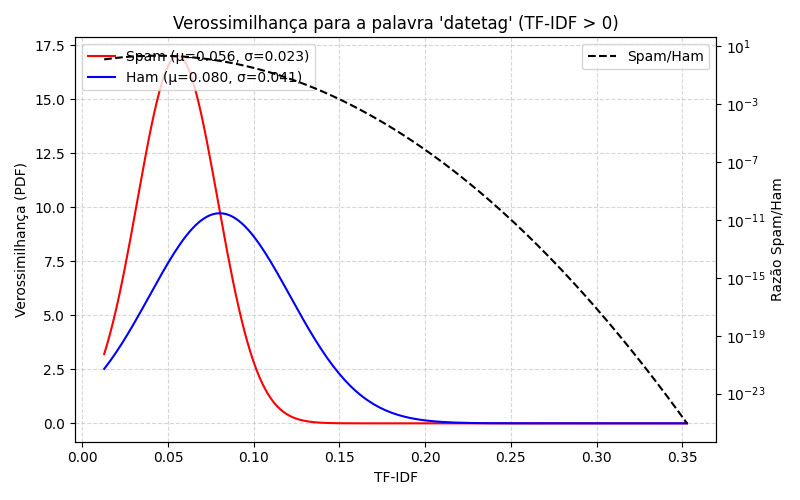 Verossimilhança para a palavra 'datetag' (TF-IDF > 0)
Spam (μ=0.056, σ=0.023)
Ham (μ=0.080, σ=0.041)
Spam/Ham
17.5
15.0
12.5
10.0
7.5
5.0
2.5
0.0
Verossimilhança (PDF)
10^1
10^-3
10^-7
10^-11
10^-15
10^-19
10^-23
Razão Spam/Ham
0.00 0.05 0.10 0.15 0.20 0.25 0.30 0.35
TF-IDF